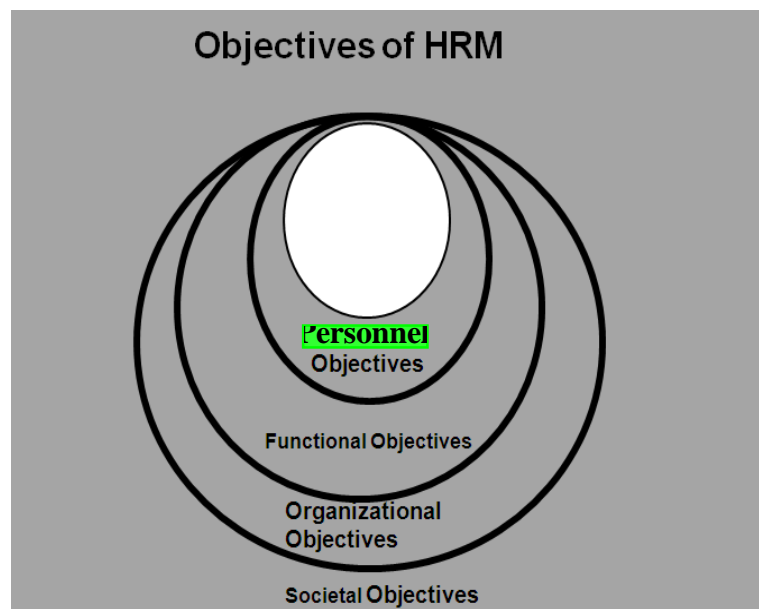 Objectives of HRM
Personnel
Objectives
Functional Objectives
Organizational
Objectives
Societal Objectives